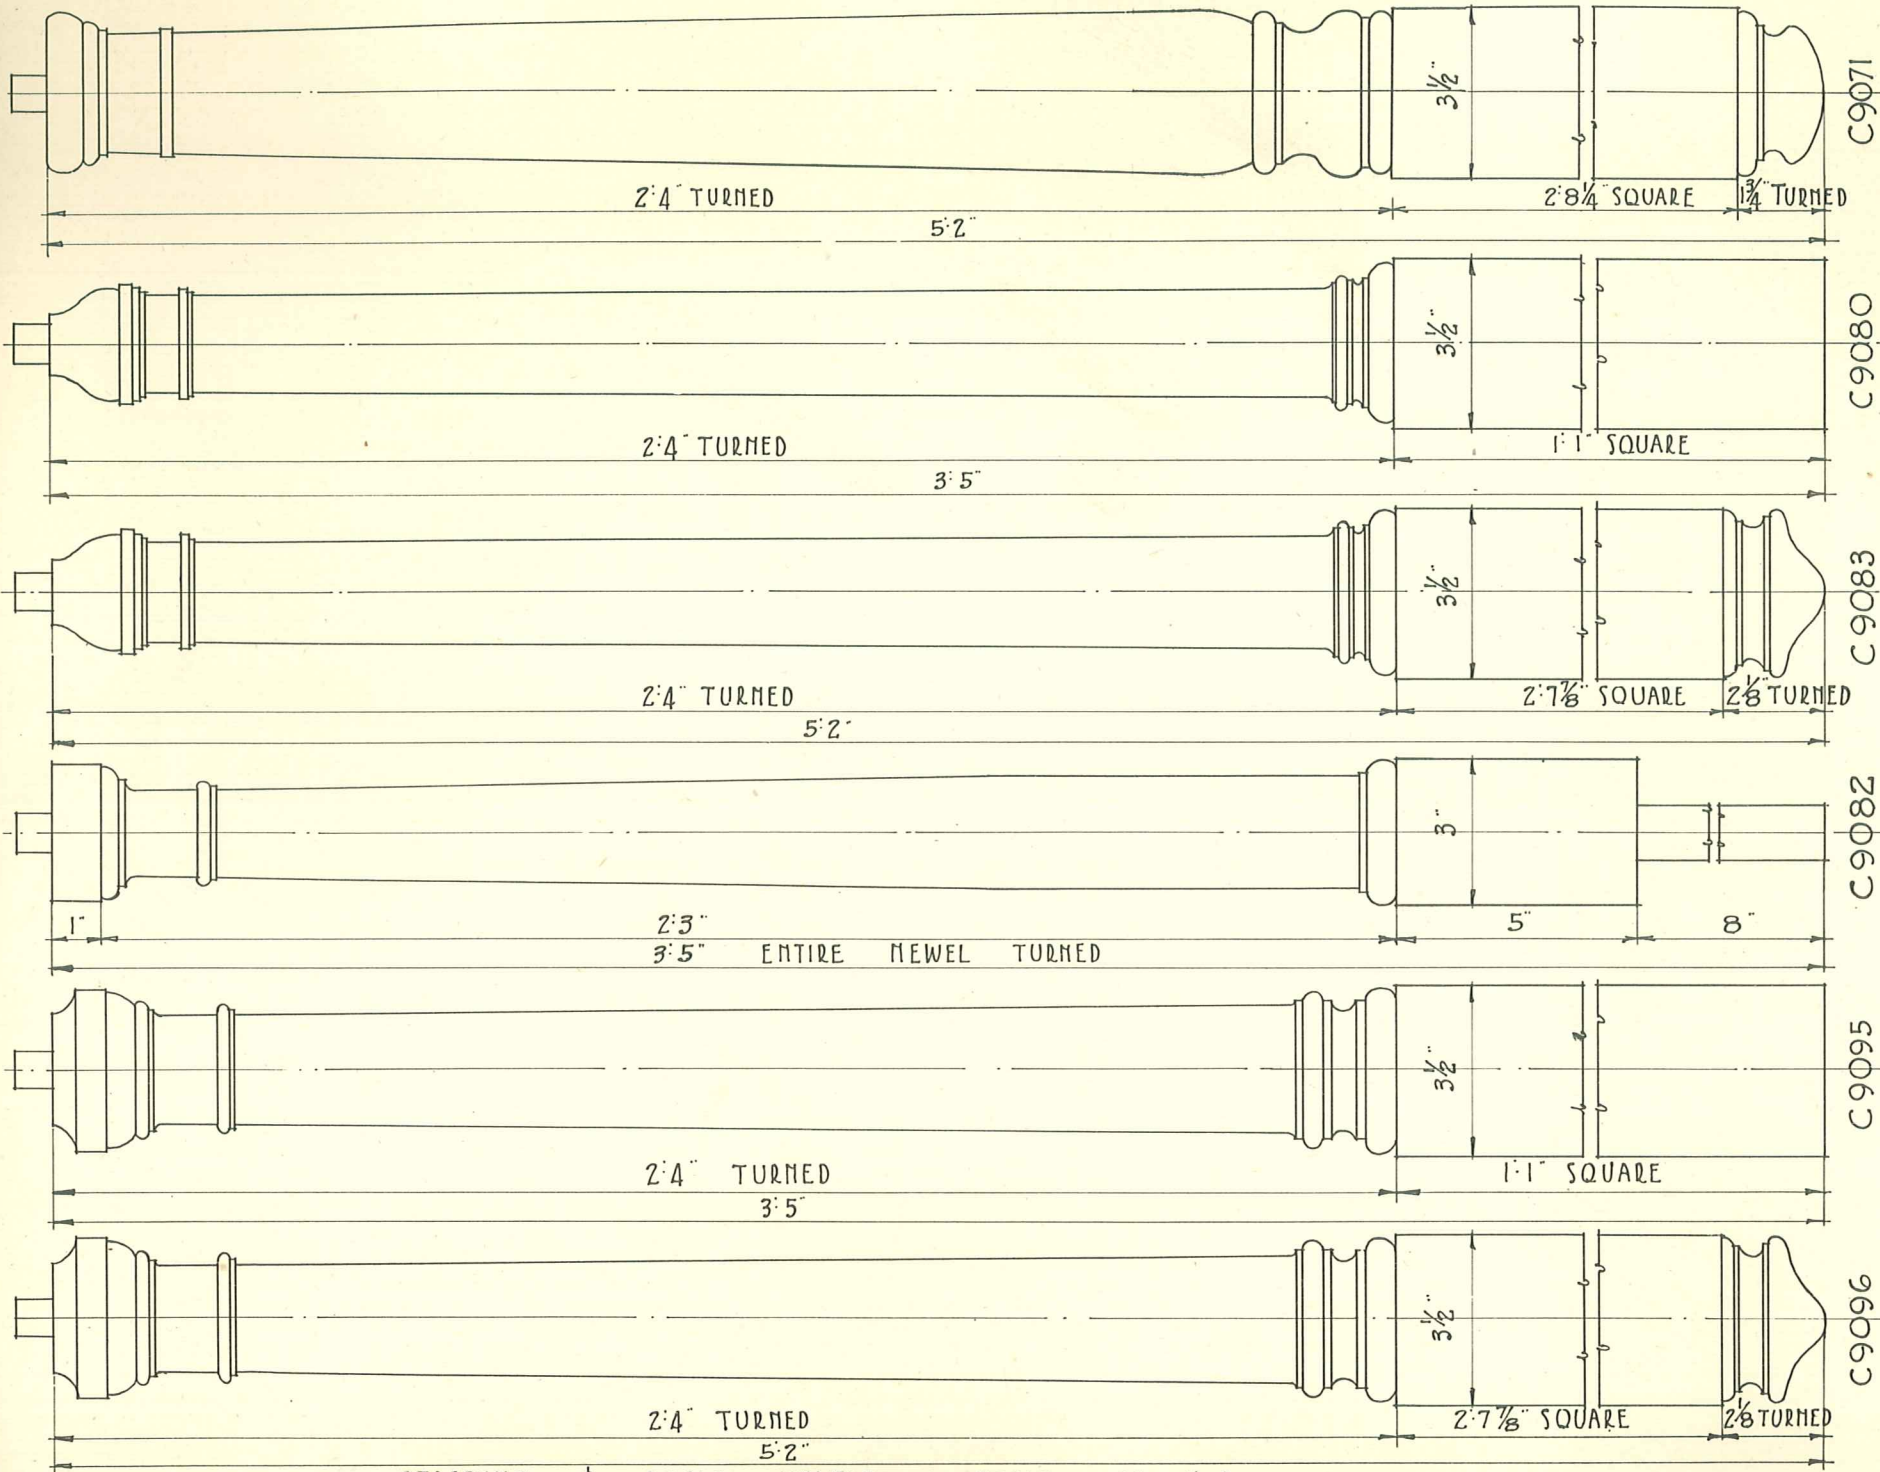 3½"
C9071
2'4" TURNED
2'8¼" SQUARE
1¾" TURNED
5'2"
3½"
C9080
2'4" TURNED
1'1" SQUARE
3'5"
3½"
C9083
2'4" TURNED
2'7⅞" SQUARE
2⅛" TURNED
5'2"
3"
C9082
1"
2'3"
5"
8"
3'5" ENTIRE NEWEL TURNED
3½"
C9095
2'4" TURNED
1'1" SQUARE
3'5"
3½"
C9096
2'4" TURNED
2'7⅞" SQUARE
2⅛ TURNED
5'2"